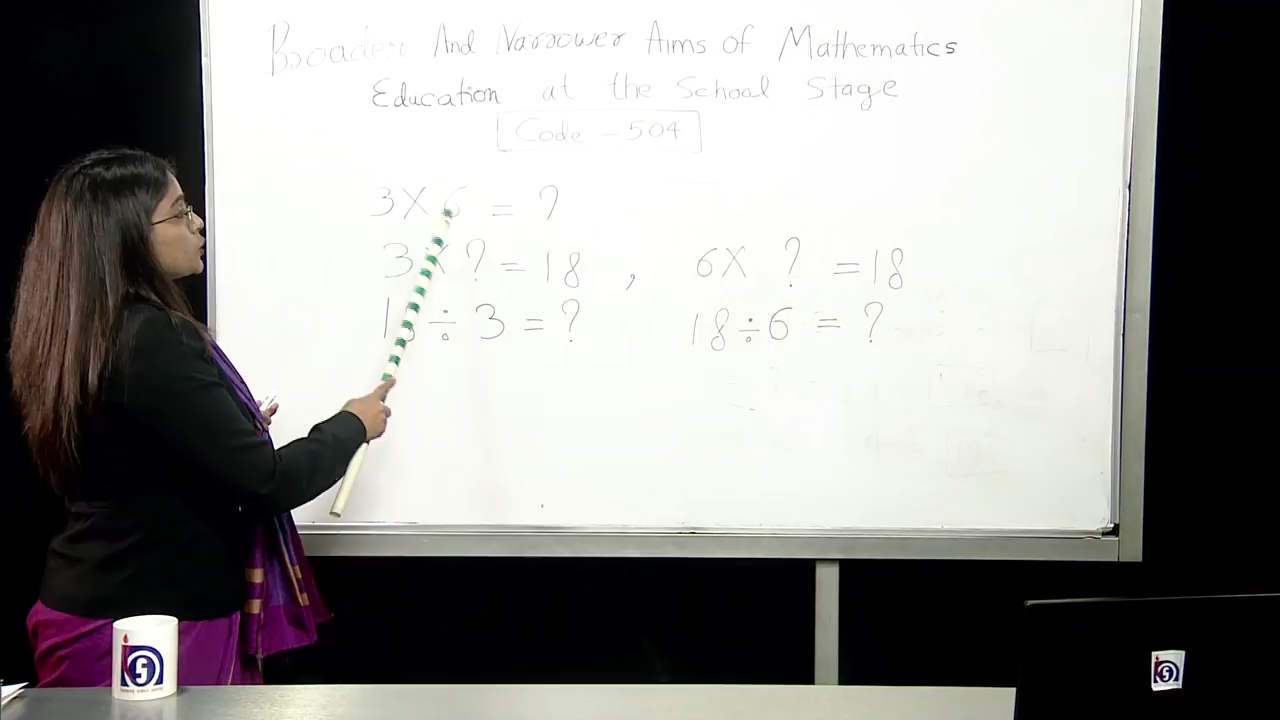 Broader And Narrower Aims of Mathematics
Education at the School Stage
Code - 504
3 × 6 = ?
3 × ? = 18 , 6 × ? = 18
18 ÷ 3 = ? 18 ÷ 6 = ?